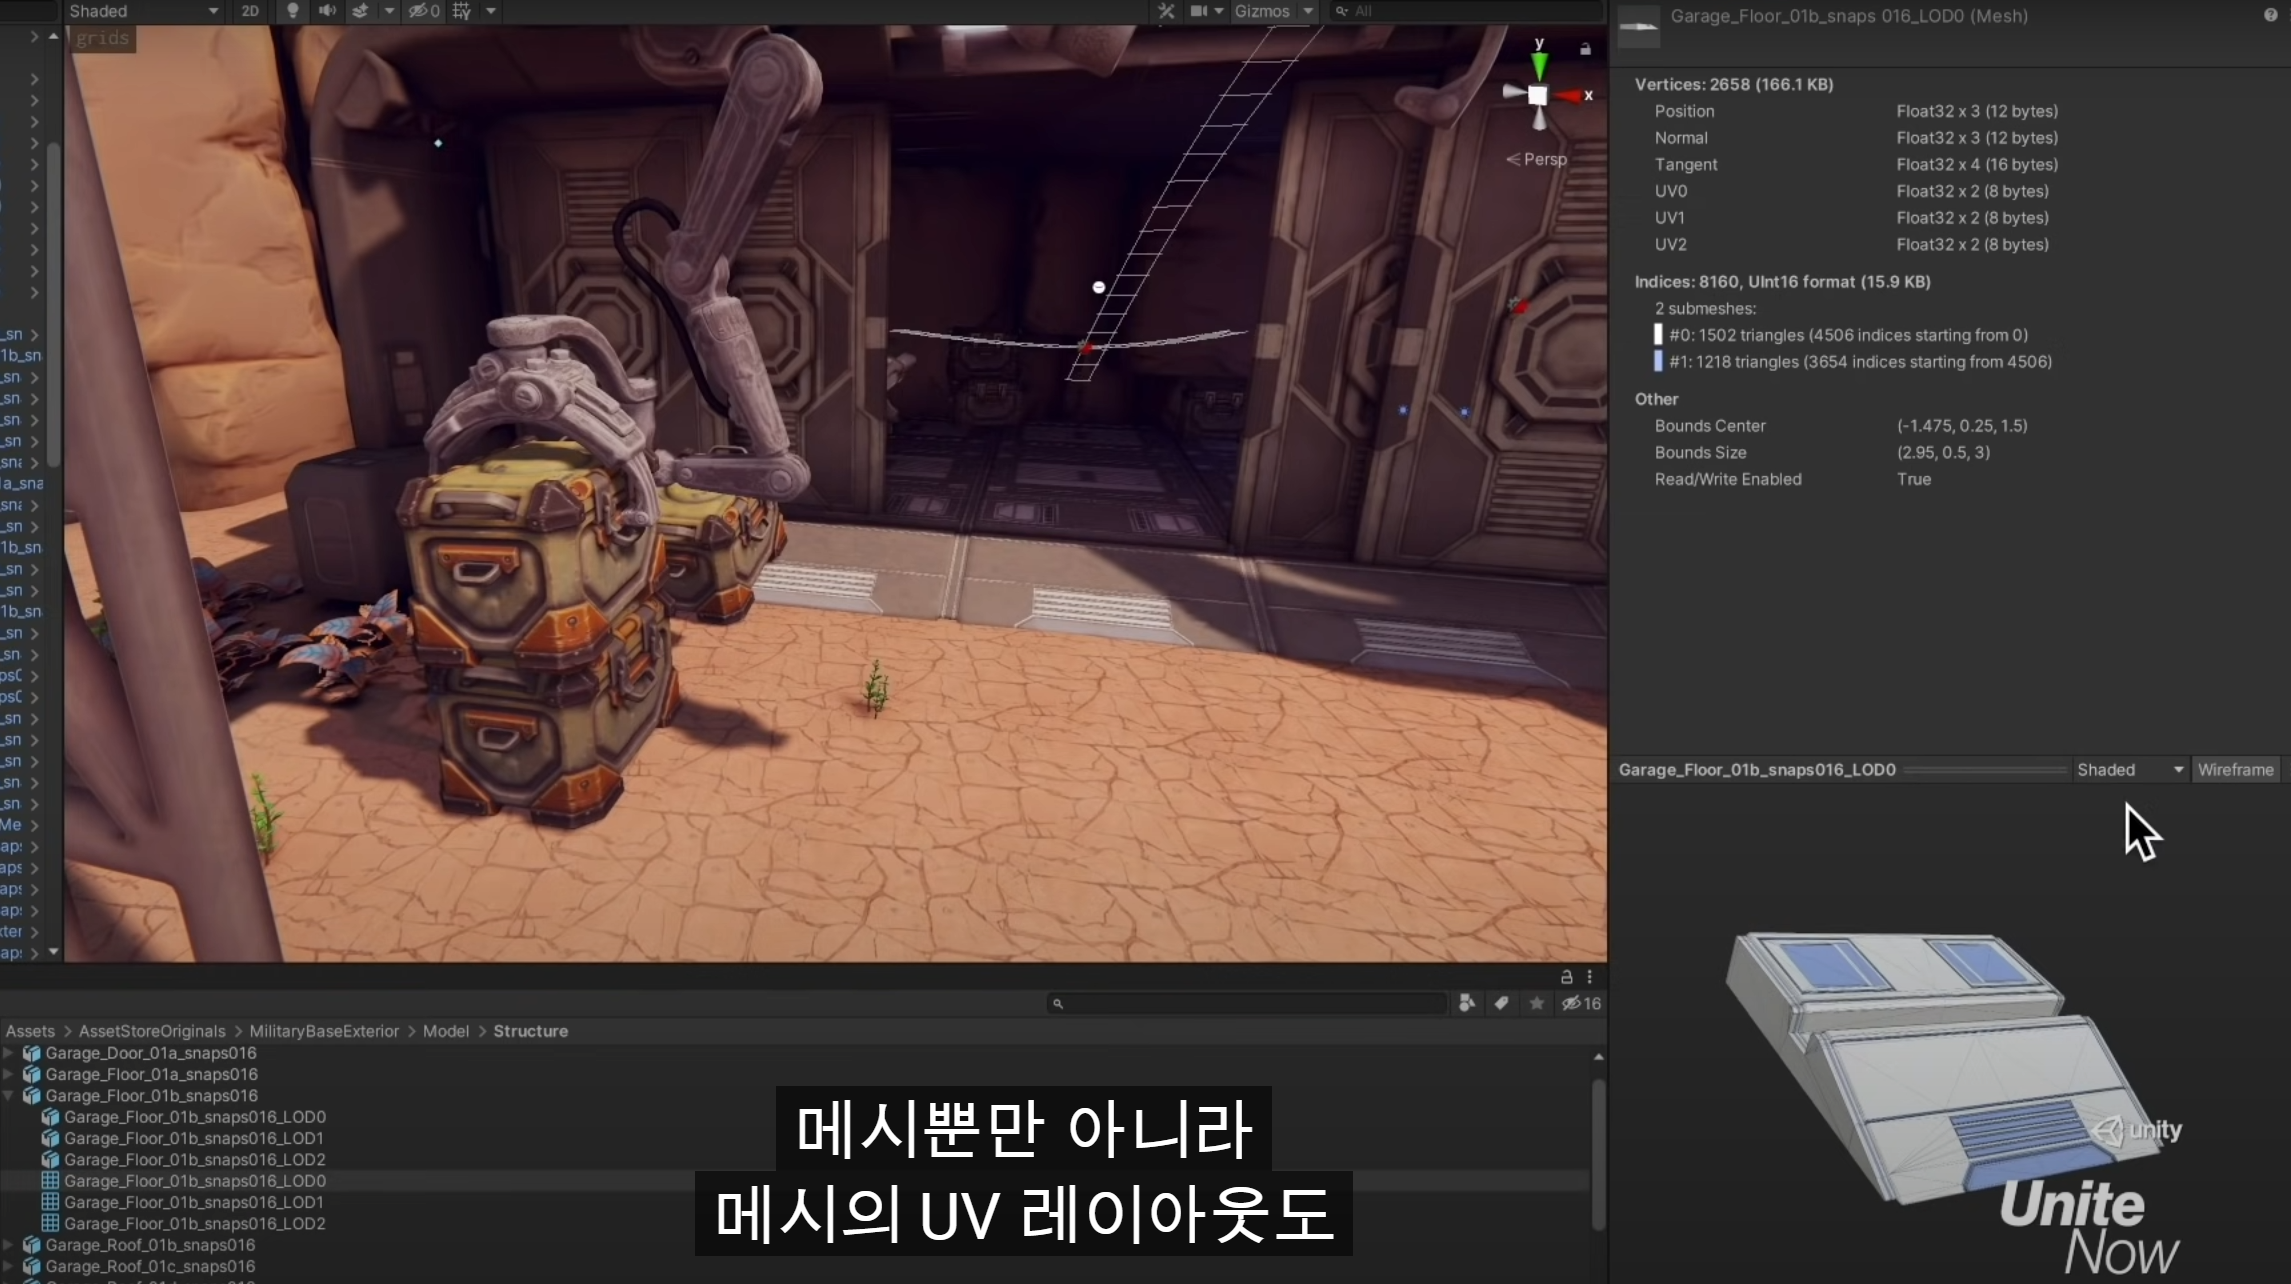 Shaded
2D
0
Gizmos
All
grids
y
x
Persp
Garage_Floor_01b_snaps 016_LOD0 (Mesh)
Vertices: 2658 (166.1 KB)
Position Float32 x 3 (12 bytes)
Normal Float32 x 3 (12 bytes)
Tangent Float32 x 4 (16 bytes)
UV0 Float32 x 2 (8 bytes)
UV1 Float32 x 2 (8 bytes)
UV2 Float32 x 2 (8 bytes)
Indices: 8160, UInt16 format (15.9 KB)
2 submeshes:
#0: 1502 triangles (4506 indices starting from 0)
#1: 1218 triangles (3654 indices starting from 4506)
Other
Bounds Center (-1.475, 0.25, 1.5)
Bounds Size (2.95, 0.5, 3)
Read/Write Enabled True
Garage_Floor_01b_snaps016_LOD0 Shaded Wireframe
16
Assets > AssetStoreOriginals > MilitaryBaseExterior > Model > Structure
Garage_Door_01a_snaps016
Garage_Floor_01a_snaps016
Garage_Floor_01b_snaps016
Garage_Floor_01b_snaps016_LOD0
Garage_Floor_01b_snaps016_LOD1
Garage_Floor_01b_snaps016_LOD2
Garage_Floor_01b_snaps016_LOD0
Garage_Floor_01b_snaps016_LOD1
Garage_Floor_01b_snaps016_LOD2
Garage_Roof_01b_snaps016
Garage_Roof_01c_snaps016
메시뿐만 아니라
메시의 UV 레이아웃도
unity
Unite
Now